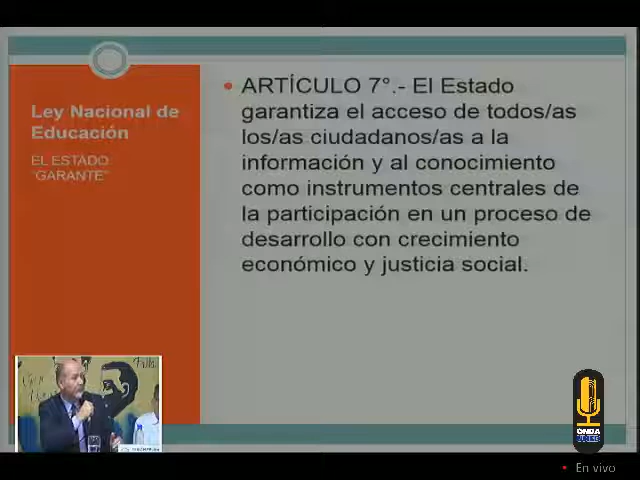 Ley Nacional de
Educación
EL ESTADO
"GARANTE"
• ARTÍCULO 7°.- El Estado
garantiza el acceso de todos/as
los/as ciudadanos/as a la
información y al conocimiento
como instrumentos centrales de
la participación en un proceso de
desarrollo con crecimiento
económico y justicia social.
ONDA
UNED
• En vivo